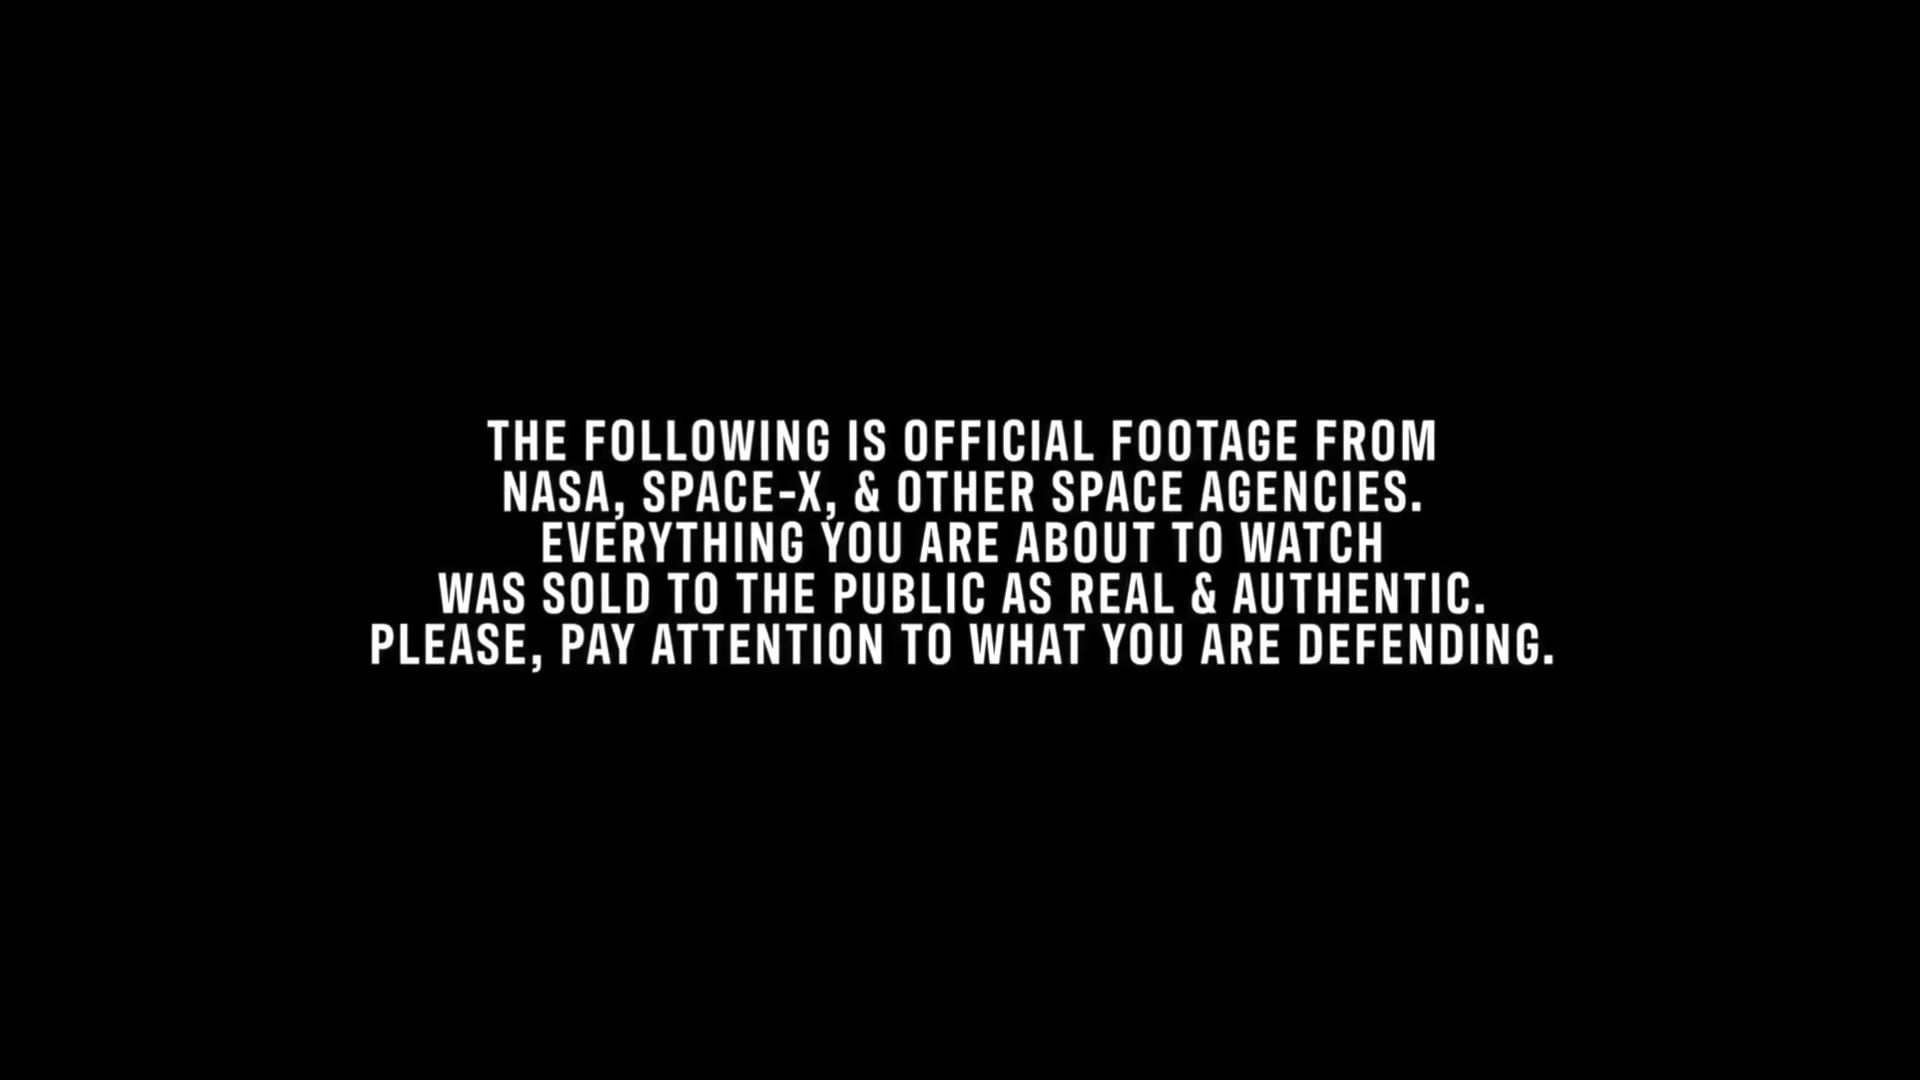 THE FOLLOWING IS OFFICIAL FOOTAGE FROM
NASA, SPACE-X, & OTHER SPACE AGENCIES.
EVERYTHING YOU ARE ABOUT TO WATCH
WAS SOLD TO THE PUBLIC AS REAL & AUTHENTIC.
PLEASE, PAY ATTENTION TO WHAT YOU ARE DEFENDING.